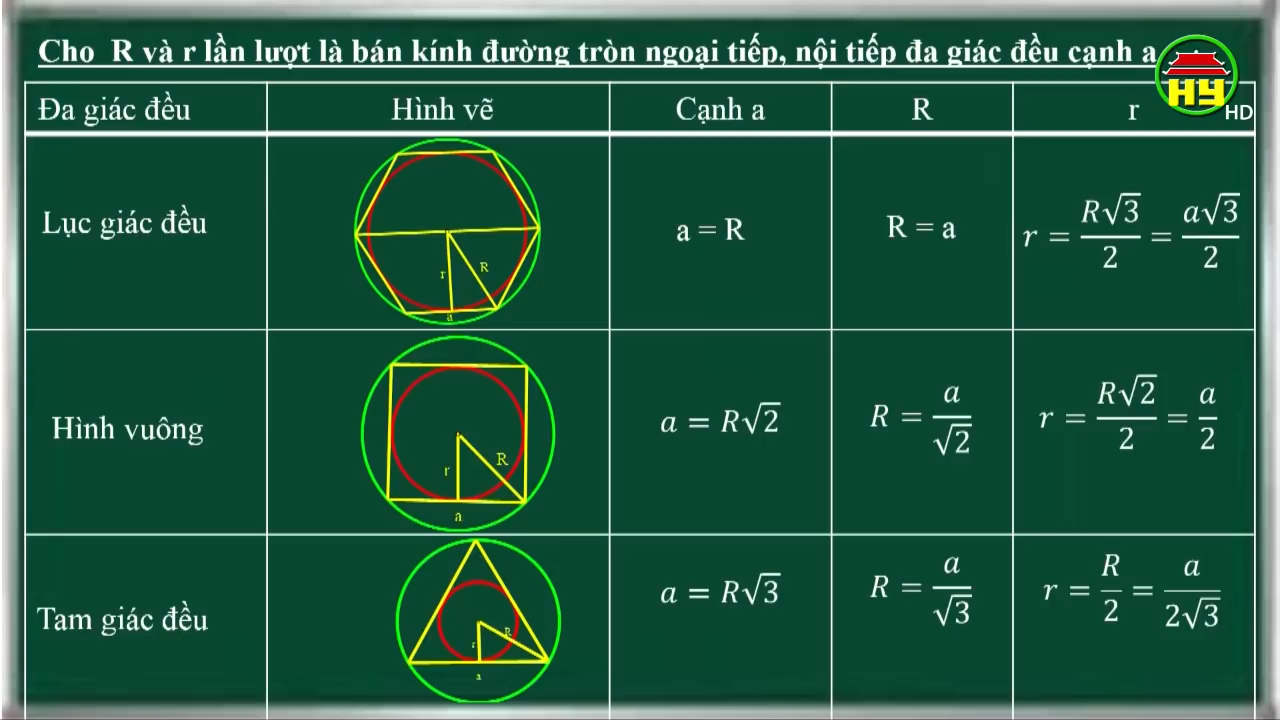 Cho R và r lần lượt là bán kính đường tròn ngoại tiếp, nội tiếp đa giác đều cạnh a
HY
HD
Đa giác đều Hình vẽ Cạnh a R r
Lục giác đều
r R
a
a = R
R = a
r = R√3/2 = a√3/2
Hình vuông
r R
a
a = R√2
R = a/√2
r = R√2/2 = a/2
Tam giác đều
r R
a
a = R√3
R = a/√3
r = R/2 = a/2√3